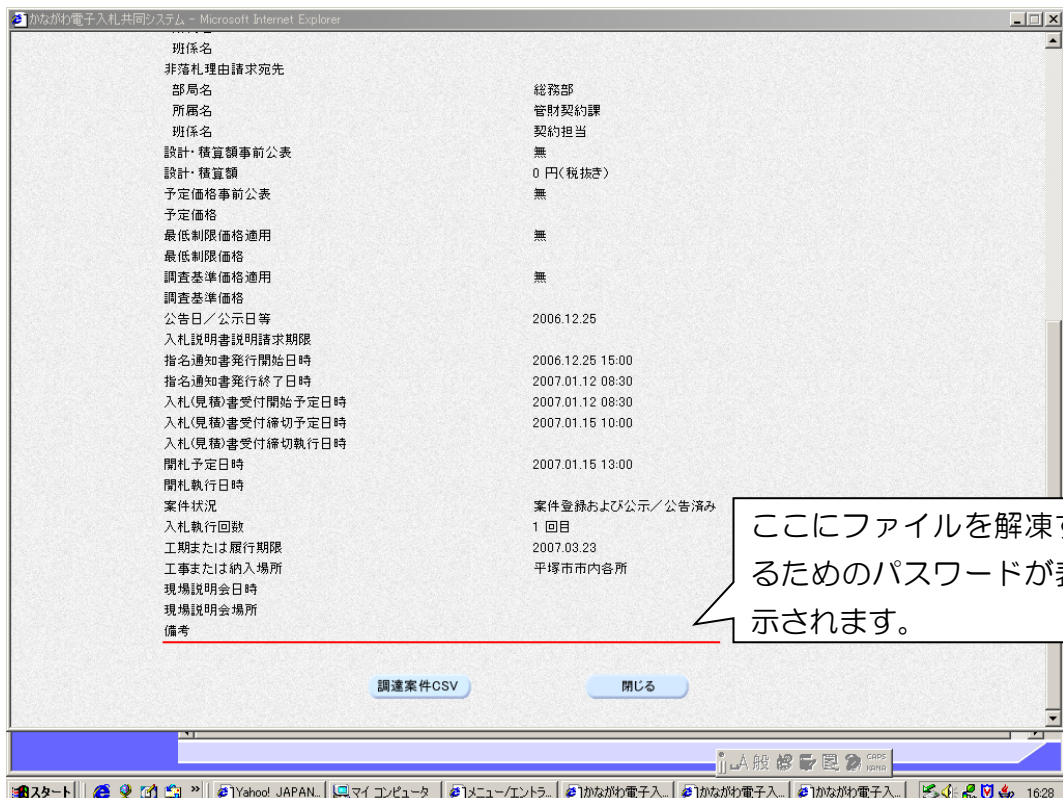 かながわ電子入札共同システム - Microsoft Internet Explorer
班係名
非落札理由請求宛先
部局名 総務部
所属名 管財契約課
班係名 契約担当
設計・積算額事前公表 無
設計・積算額 0 円(税抜き)
予定価格事前公表 無
予定価格
最低制限価格適用 無
最低制限価格
調査基準価格適用 無
調査基準価格
公告日/公示日等 2006.12.25
入札説明書説明請求期限
指名通知書発行開始日時 2006.12.25 15:00
指名通知書発行終了日時 2007.01.12 08:30
入札(見積)書受付開始予定日時 2007.01.12 08:30
入札(見積)書受付締切予定日時 2007.01.15 10:00
入札(見積)書受付締切執行日時
開札予定日時 2007.01.15 13:00
開札執行日時
案件状況 案件登録および公示/公告済み
入札執行回数 1 回目
工期または履行期限 2007.03.23
工事または納入場所 平塚市市内各所
現場説明会日時
現場説明会場所
備考
ここにファイルを解凍す
るためのパスワードが表
示されます。
調達案件CSV 閉じる
A 般 CAPS KANA
スタート » Yahoo! JAPAN... マイ コンピュータ メニュー/イントラ... かながわ電子入... かながわ電子入... かながわ電子入... 16:28